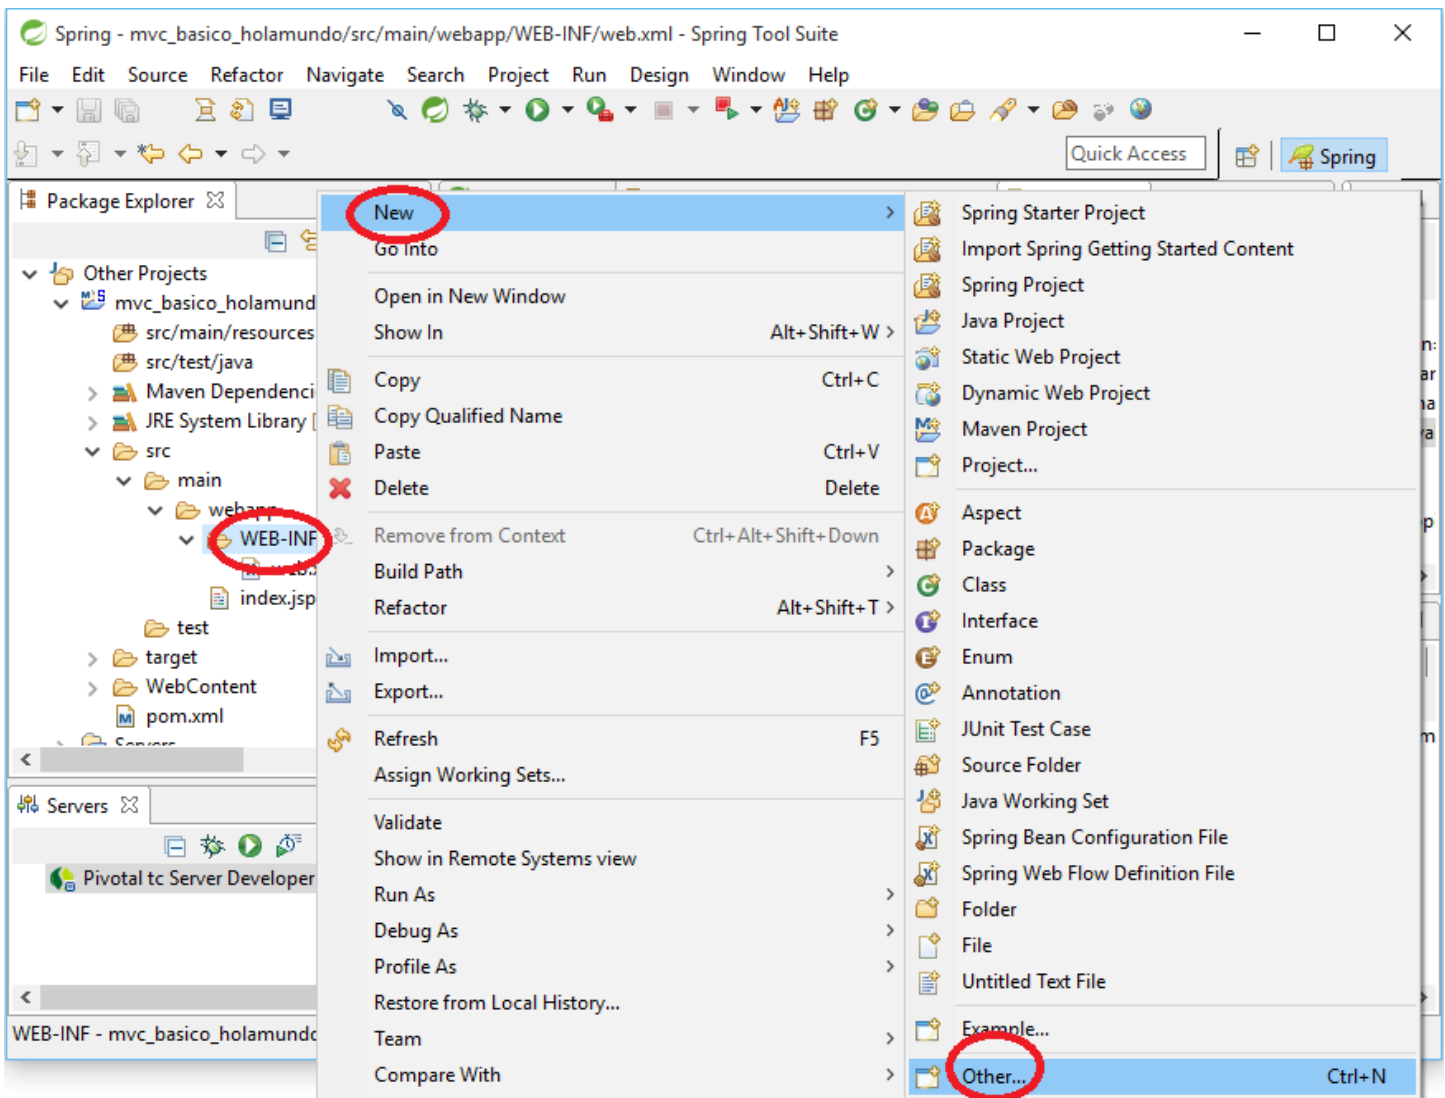 Spring - mvc_basico_holamundo/src/main/webapp/WEB-INF/web.xml - Spring Tool Suite
File Edit Source Refactor Navigate Search Project Run Design Window Help
Quick Access
Spring
Package Explorer
Other Projects
mvc_basico_holamund
src/main/resources
src/test/java
Maven Dependenci
JRE System Library [
src
main
webapp
WEB-INF
index.jsp
test
target
WebContent
pom.xml
Servers
Servers
Pivotal tc Server Developer
WEB-INF - mvc_basico_holamundo
New
Go Into
Open in New Window
Show In Alt+Shift+W
Copy Ctrl+C
Copy Qualified Name
Paste Ctrl+V
Delete Delete
Remove from Context Ctrl+Alt+Shift+Down
Build Path
Refactor Alt+Shift+T
Import...
Export...
Refresh F5
Assign Working Sets...
Validate
Show in Remote Systems view
Run As
Debug As
Profile As
Restore from Local History...
Team
Compare With
Spring Starter Project
Import Spring Getting Started Content
Spring Project
Java Project
Static Web Project
Dynamic Web Project
Maven Project
Project...
Aspect
Package
Class
Interface
Enum
Annotation
JUnit Test Case
Source Folder
Java Working Set
Spring Bean Configuration File
Spring Web Flow Definition File
Folder
File
Untitled Text File
Example...
Other... Ctrl+N